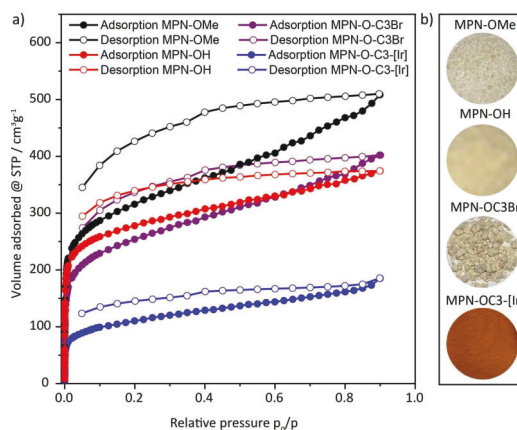 a)
Adsorption MPN-OMe
Desorption MPN-OMe
Adsorption MPN-OH
Desorption MPN-OH
Adsorption MPN-O-C3Br
Desorption MPN-O-C3Br
Adsorption MPN-O-C3-[Ir]
Desorption MPN-O-C3-[Ir]
Volume adsorbed @ STP / cm³g⁻¹
600
500
400
300
200
100
0
0.0 0.2 0.4 0.6 0.8 1.0
Relative pressure p₀/p
b)
MPN-OMe
MPN-OH
MPN-OC3Br
MPN-OC3-[Ir]